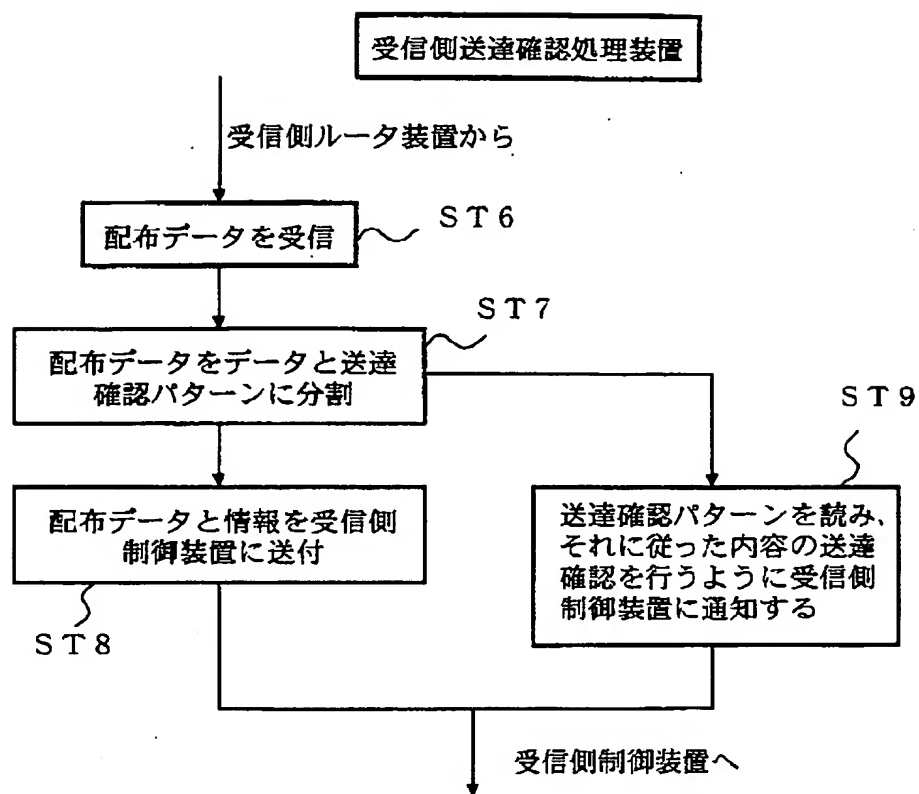 受信側送達確認処理装置
受信側ルータ装置から
配布データを受信
ST6
ST7
配布データをデータと送達
確認パターンに分割
ST9
配布データと情報を受信側
制御装置に送付
ST8
送達確認パターンを読み、
それに従った内容の送達
確認を行うように受信側
制御装置に通知する
受信側制御装置へ